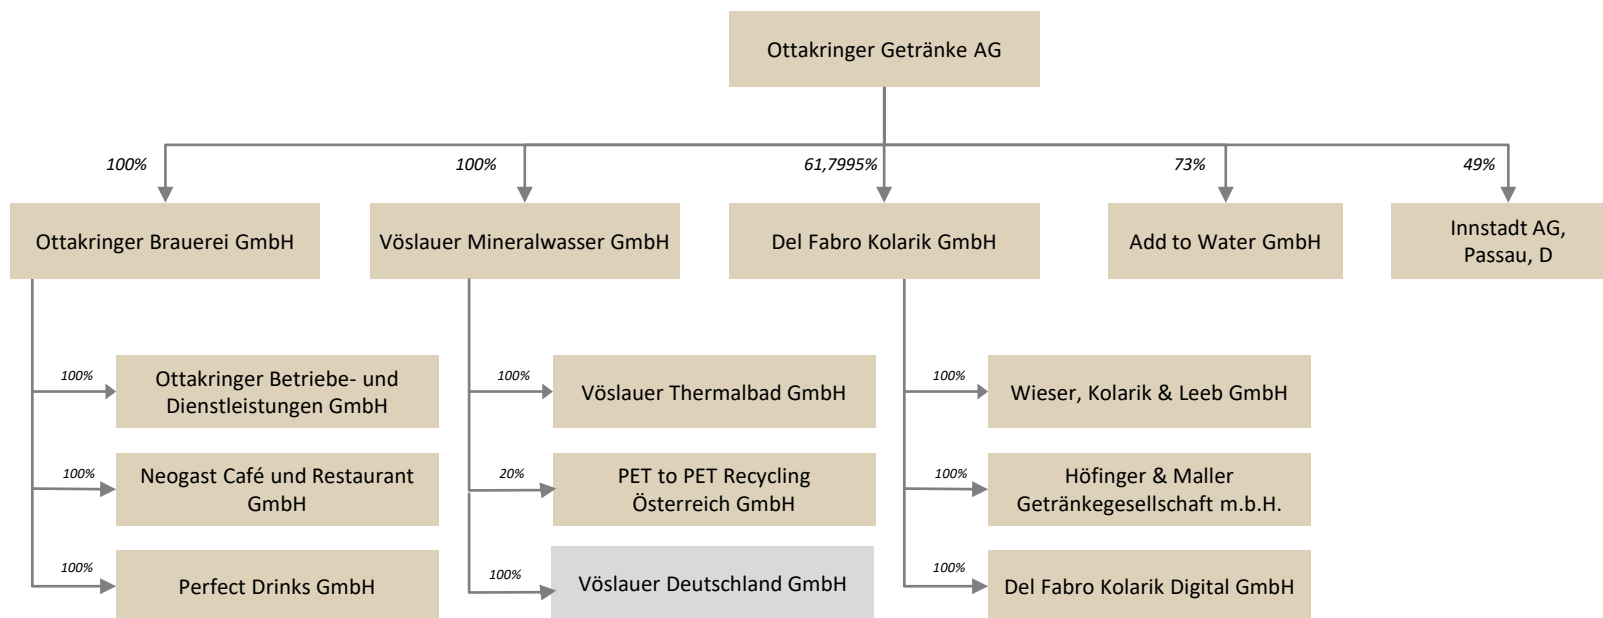 Ottakringer Getränke AG
100%
100%
61,7995%
73%
49%
Ottakringer Brauerei GmbH
Vöslauer Mineralwasser GmbH
Del Fabro Kolarik GmbH
Add to Water GmbH
Innstadt AG,
Passau, D
100%
Ottakringer Betriebe- und
Dienstleistungen GmbH
100%
Vöslauer Thermalbad GmbH
100%
Wieser, Kolarik & Leeb GmbH
100%
Neogast Café und Restaurant
GmbH
20%
PET to PET Recycling
Österreich GmbH
100%
Höfinger & Maller
Getränkegesellschaft m.b.H.
100%
Perfect Drinks GmbH
100%
Vöslauer Deutschland GmbH
100%
Del Fabro Kolarik Digital GmbH